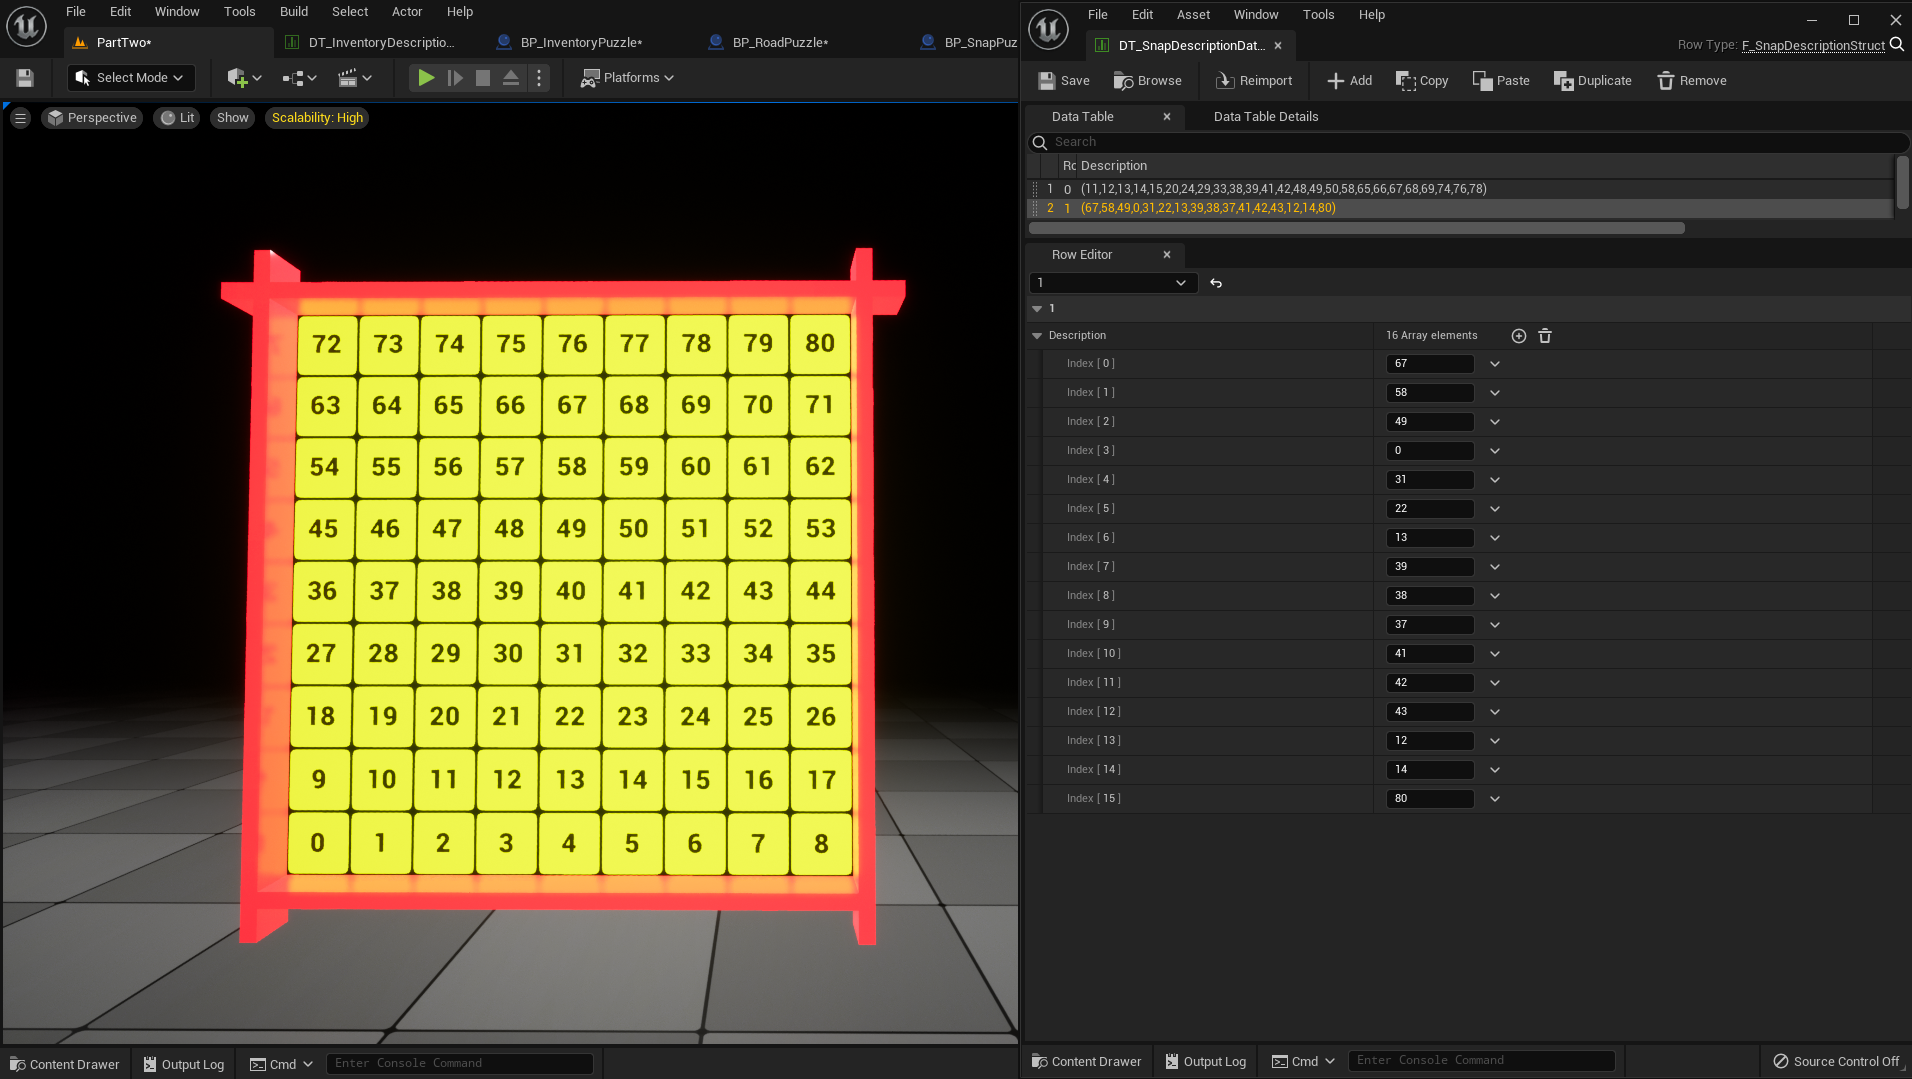 File Edit Window Tools Build Select Actor Help
PartTwo* DT_InventoryDescriptio... BP_InventoryPuzzle* BP_RoadPuzzle* BP_SnapPuz
Select Mode Platforms
Perspective Lit Show Scalability: High
72 73 74 75 76 77 78 79 80
63 64 65 66 67 68 69 70 71
54 55 56 57 58 59 60 61 62
45 46 47 48 49 50 51 52 53
36 37 38 39 40 41 42 43 44
27 28 29 30 31 32 33 34 35
18 19 20 21 22 23 24 25 26
9 10 11 12 13 14 15 16 17
0 1 2 3 4 5 6 7 8
Content Drawer Output Log Cmd Enter Console Command
File Edit Asset Window Tools Help
DT_SnapDescriptionDat... Row Type: F_SnapDescriptionStruct
Save Browse Reimport Add Copy Paste Duplicate Remove
Data Table Data Table Details
Search
Rc Description
1 0 (11,12,13,14,15,20,24,29,33,38,39,41,42,48,49,50,58,65,66,67,68,69,74,76,78)
2 1 (67,58,49,0,31,22,13,39,38,37,41,42,43,12,14,80)
Row Editor
1
1
Description 16 Array elements
Index [ 0 ] 67
Index [ 1 ] 58
Index [ 2 ] 49
Index [ 3 ] 0
Index [ 4 ] 31
Index [ 5 ] 22
Index [ 6 ] 13
Index [ 7 ] 39
Index [ 8 ] 38
Index [ 9 ] 37
Index [ 10 ] 41
Index [ 11 ] 42
Index [ 12 ] 43
Index [ 13 ] 12
Index [ 14 ] 14
Index [ 15 ] 80
Content Drawer Output Log Cmd Enter Console Command Source Control Off